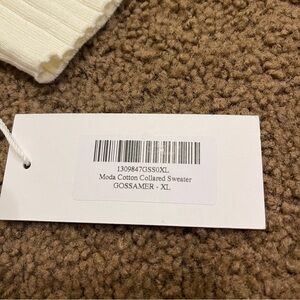 1309847GSS0XL
Moda Cotton Collared Sweater
GOSSAMER - XL